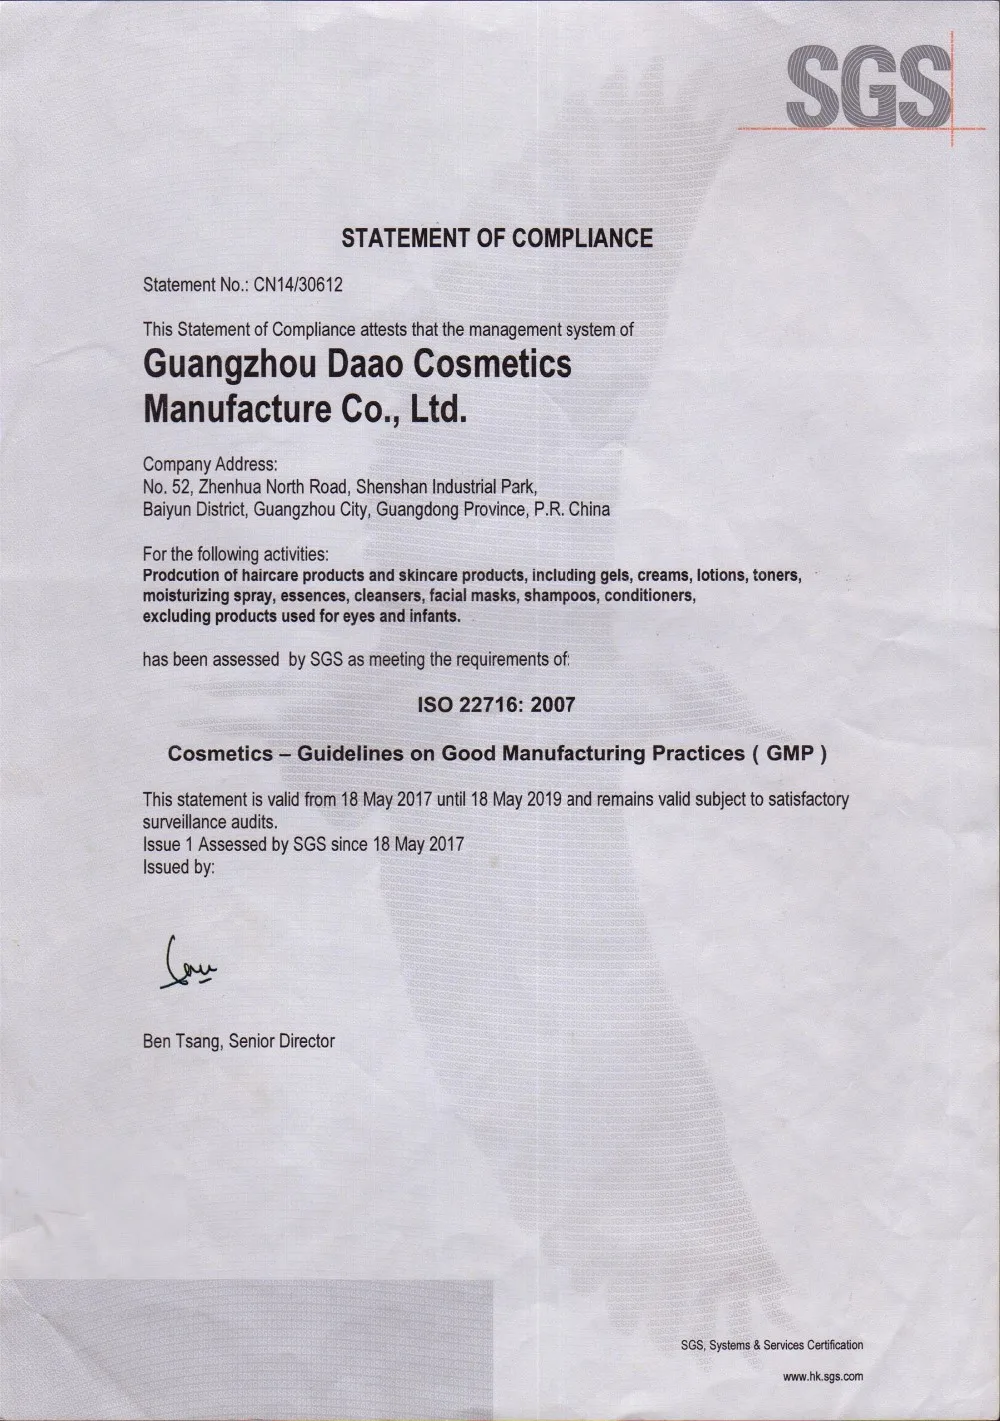 SGS
STATEMENT OF COMPLIANCE
Statement No.: CN14/30612
This Statement of Compliance attests that the management system of
Guangzhou Daao Cosmetics
Manufacture Co., Ltd.
Company Address:
No. 52, Zhenhua North Road, Shenshan Industrial Park,
Baiyun District, Guangzhou City, Guangdong Province, P.R. China
For the following activities:
Prodcution of haircare products and skincare products, including gels, creams, lotions, toners,
moisturizing spray, essences, cleansers, facial masks, shampoos, conditioners,
excluding products used for eyes and infants.
has been assessed by SGS as meeting the requirements of:
ISO 22716: 2007
Cosmetics – Guidelines on Good Manufacturing Practices ( GMP )
This statement is valid from 18 May 2017 until 18 May 2019 and remains valid subject to satisfactory
surveillance audits.
Issue 1 Assessed by SGS since 18 May 2017
Issued by:
Ben Tsang, Senior Director
SGS, Systems & Services Certification
www.hk.sgs.com